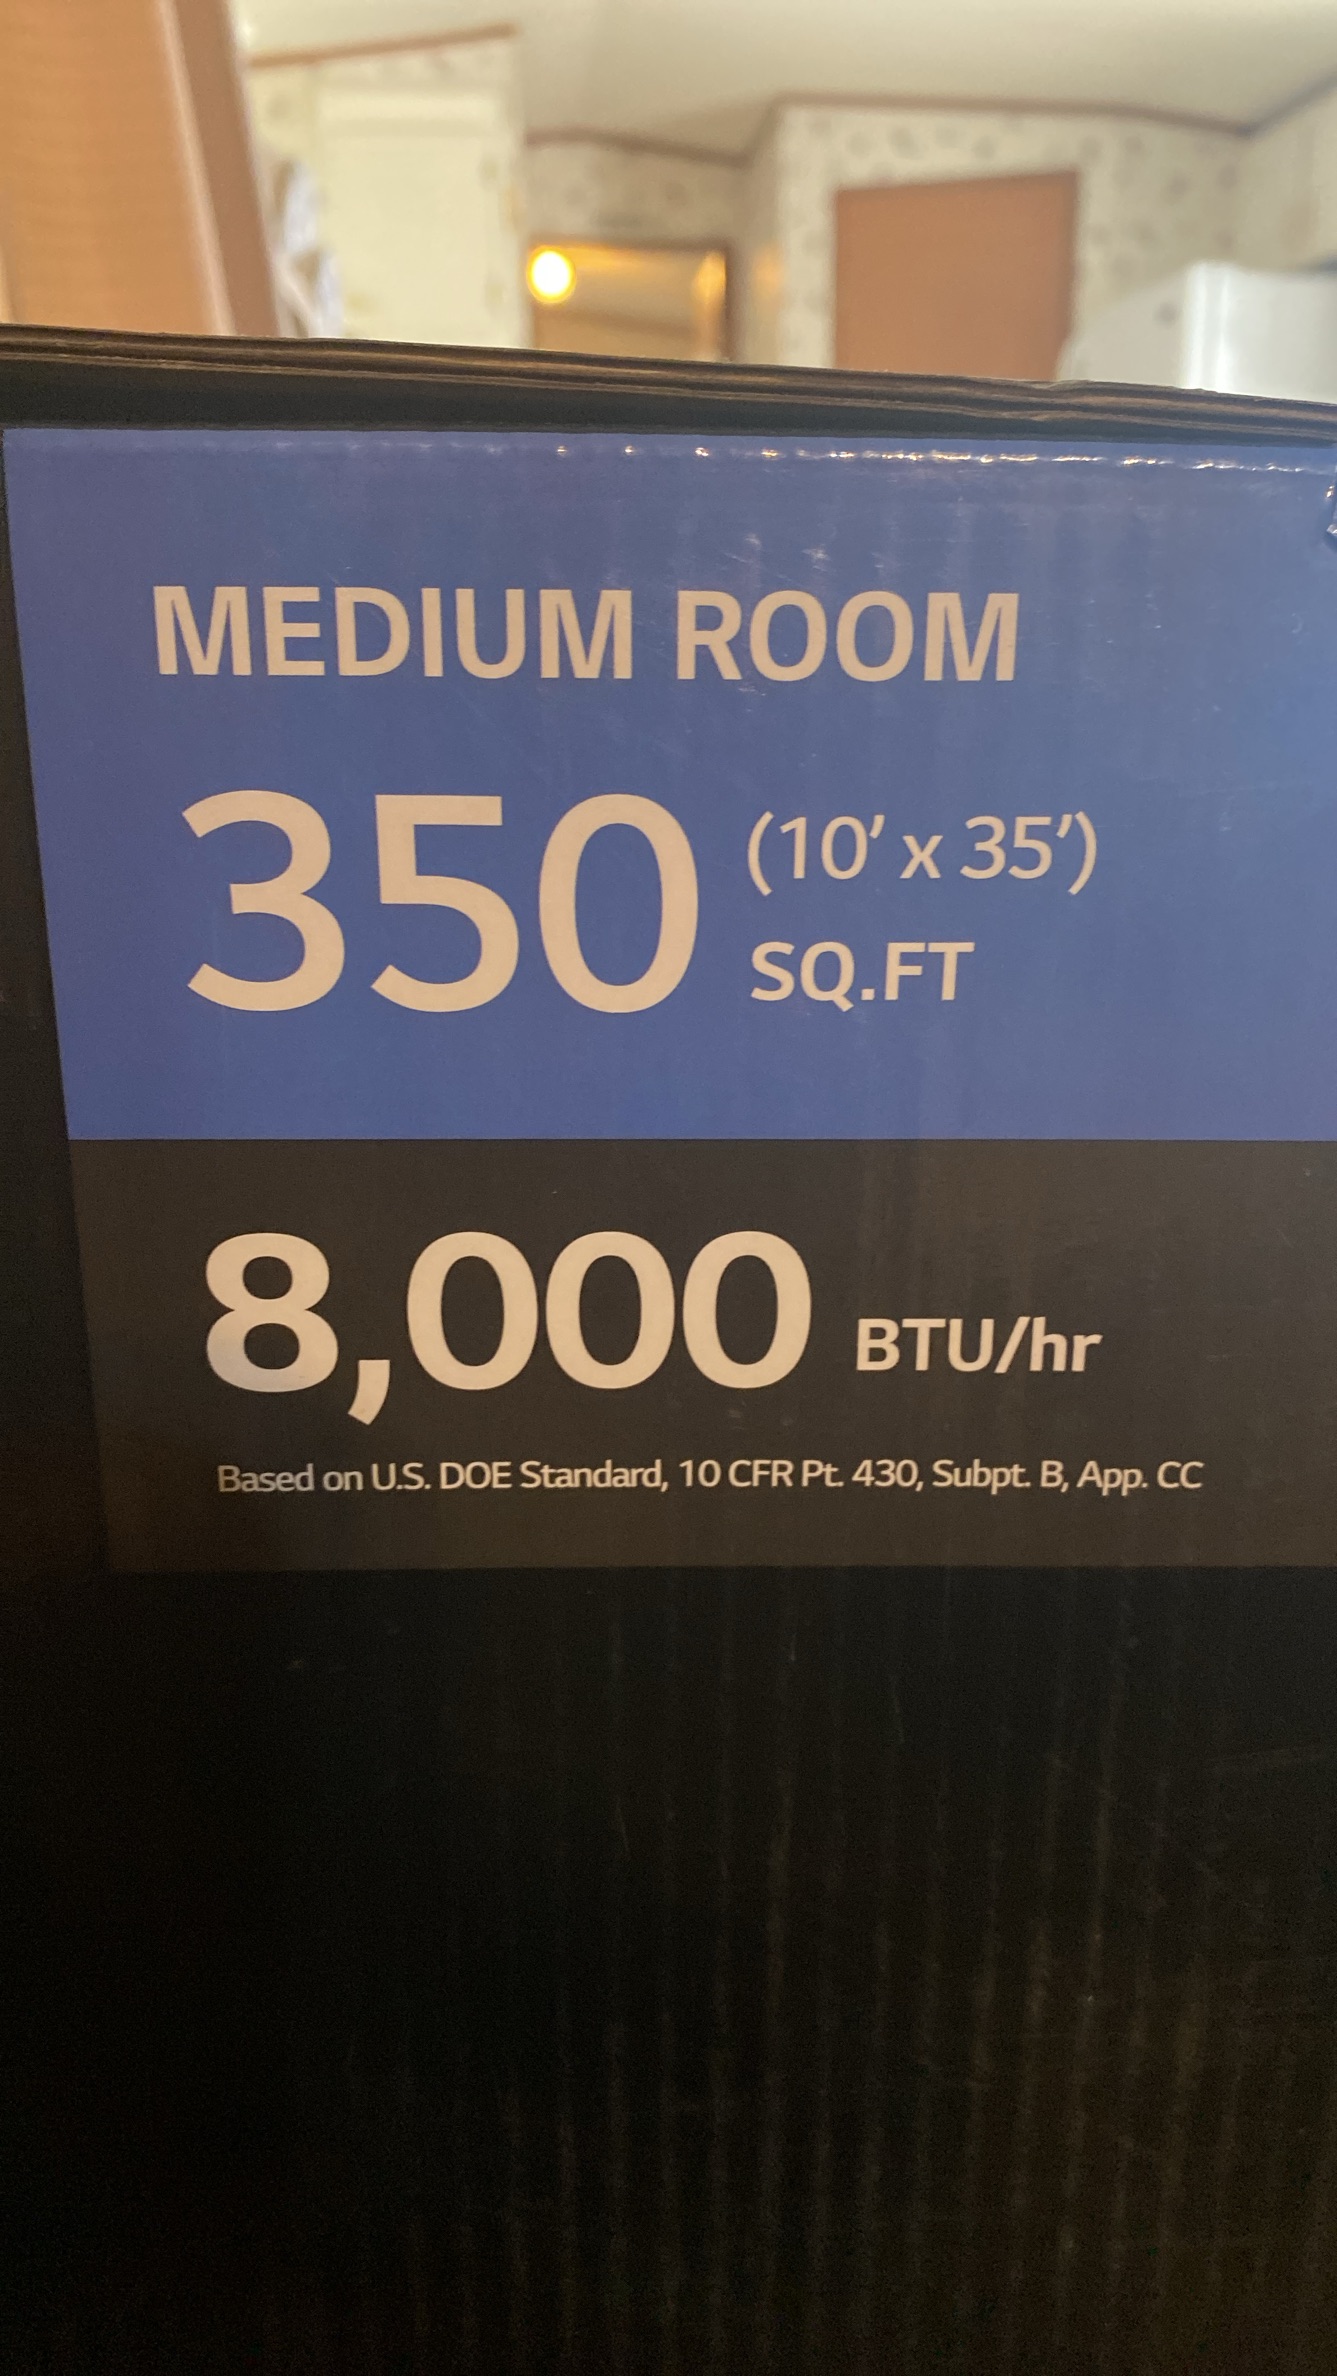 MEDIUM ROOM
350 (10' x 35')
SQ.FT
8,000 BTU/hr
Based on U.S. DOE Standard, 10 CFR Pt. 430, Subpt. B, App. CC